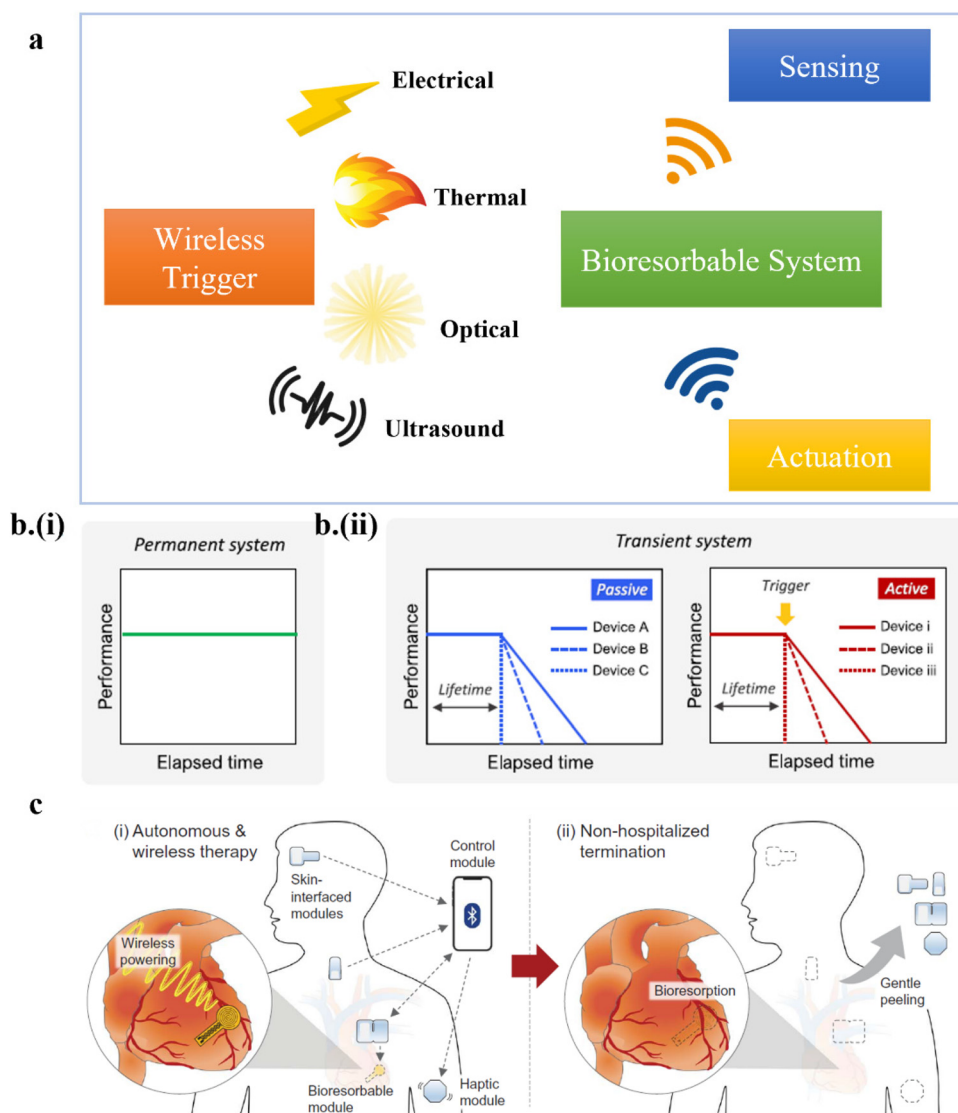 a
Electrical
Sensing
Thermal
Wireless
Trigger
Bioresorbable System
Optical
Ultrasound
Actuation
b.(i)
Permanent system
Performance
Elapsed time
b.(ii)
Transient system
Passive
Device A
Device B
Device C
Lifetime
Performance
Elapsed time
Trigger
Active
Device i
Device ii
Device iii
Lifetime
Performance
Elapsed time
c
(i) Autonomous &
wireless therapy
Skin-
interfaced
modules
Control
module
Wireless
powering
Bioresorbable
module
Haptic
module
(ii) Non-hospitalized
termination
Bioresorption
Gentle
peeling